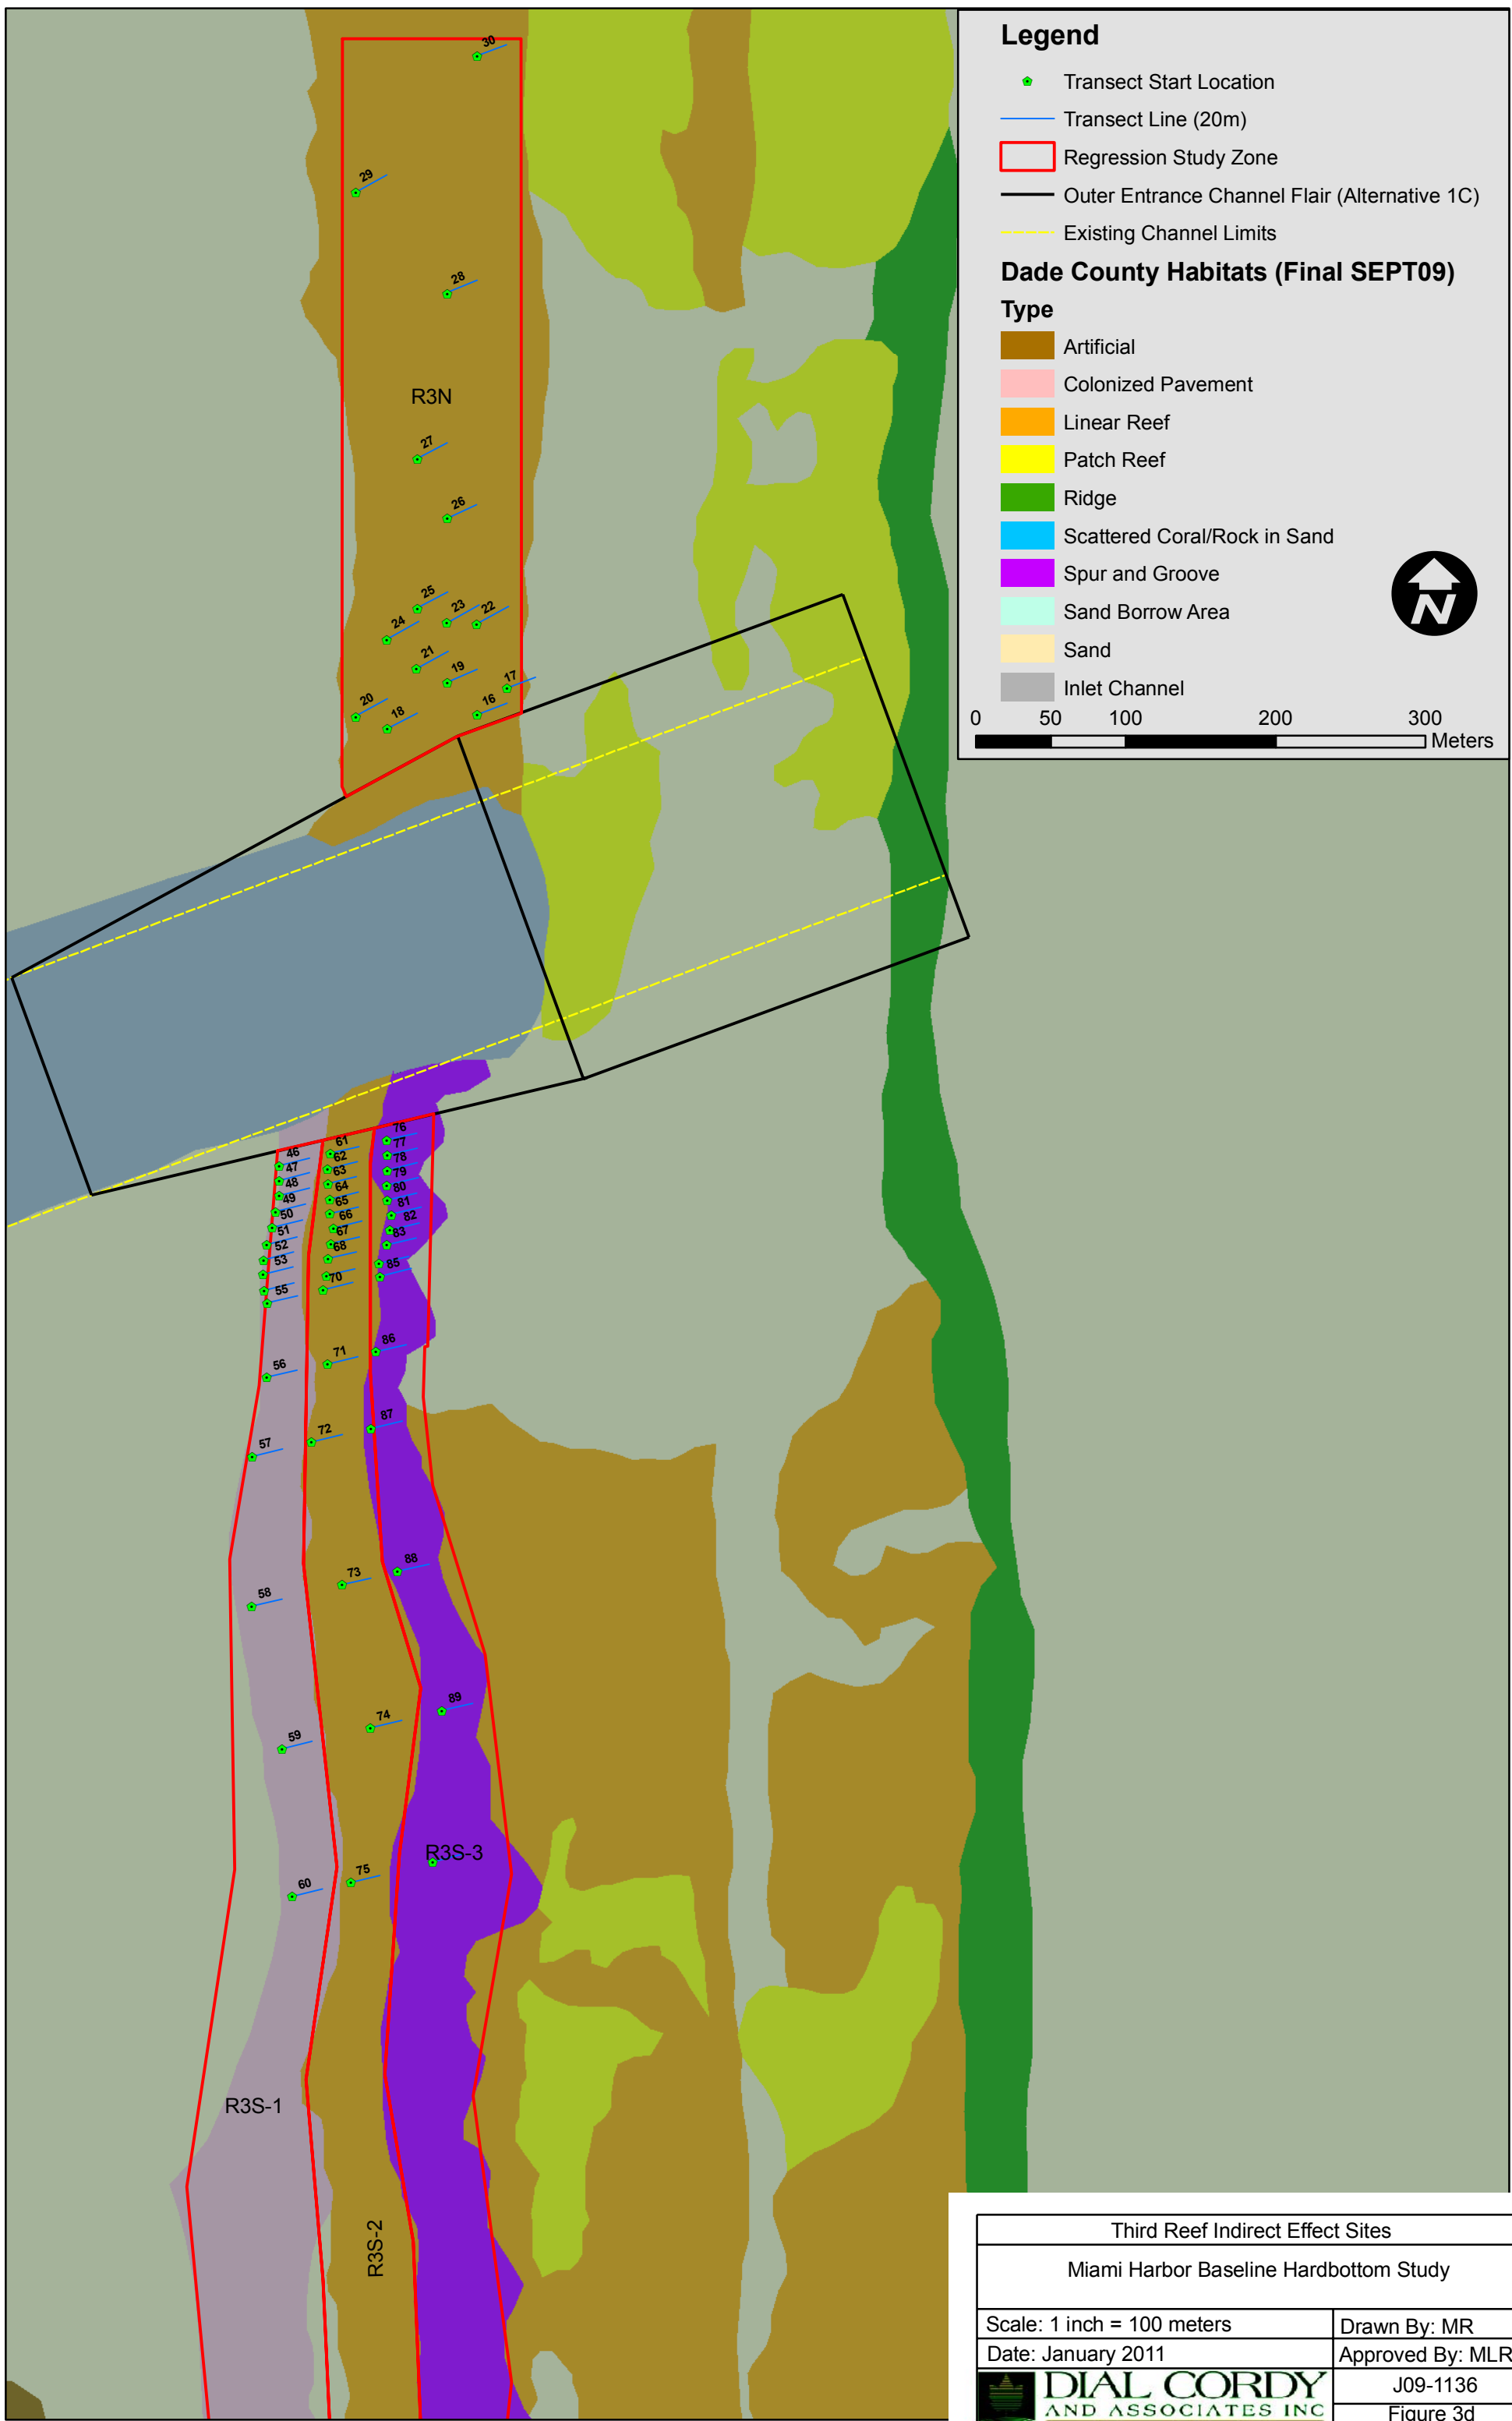 Legend
Transect Start Location
Transect Line (20m)
Regression Study Zone
Outer Entrance Channel Flair (Alternative 1C)
Existing Channel Limits
Dade County Habitats (Final SEPT09)
Type
Artificial
Colonized Pavement
Linear Reef
Patch Reef
Ridge
Scattered Coral/Rock in Sand
Spur and Groove
Sand Borrow Area
Sand
Inlet Channel
N
0 50 100 200 300
Meters
30
29
28
R3N
27
26
25
23
22
24
21
19
17
20
18
16
46
47
48
49
50
51
52
53
55
56
57
58
59
60
61
62
63
64
65
66
67
68
70
71
72
73
74
75
76
77
78
79
80
81
82
83
85
86
87
88
89
R3S-3
R3S-1
R3S-2
Third Reef Indirect Effect Sites
Miami Harbor Baseline Hardbottom Study
Scale: 1 inch = 100 meters
Drawn By: MR
Date: January 2011
Approved By: MLR
DIAL CORDY
AND ASSOCIATES INC
J09-1136
Figure 3d